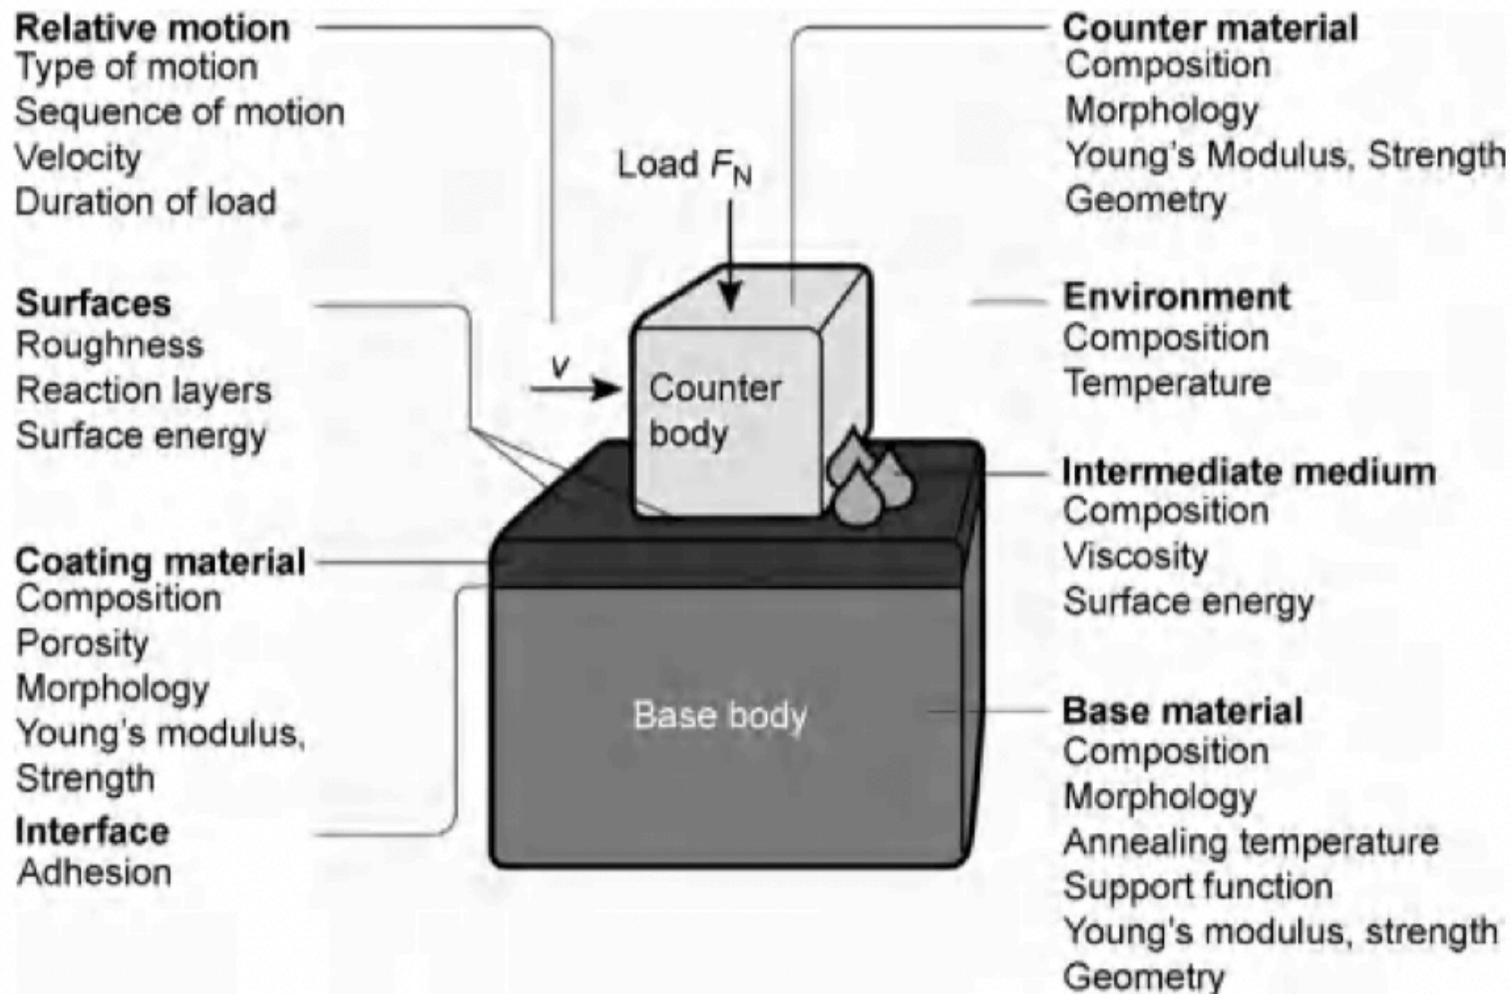 Relative motion
Type of motion
Sequence of motion
Velocity
Duration of load
Surfaces
Roughness
Reaction layers
Surface energy
Coating material
Composition
Porosity
Morphology
Young's modulus,
Strength
Interface
Adhesion
Load FN
v
Counter
body
Base body
Counter material
Composition
Morphology
Young's Modulus, Strength
Geometry
Environment
Composition
Temperature
Intermediate medium
Composition
Viscosity
Surface energy
Base material
Composition
Morphology
Annealing temperature
Support function
Young's modulus, strength
Geometry